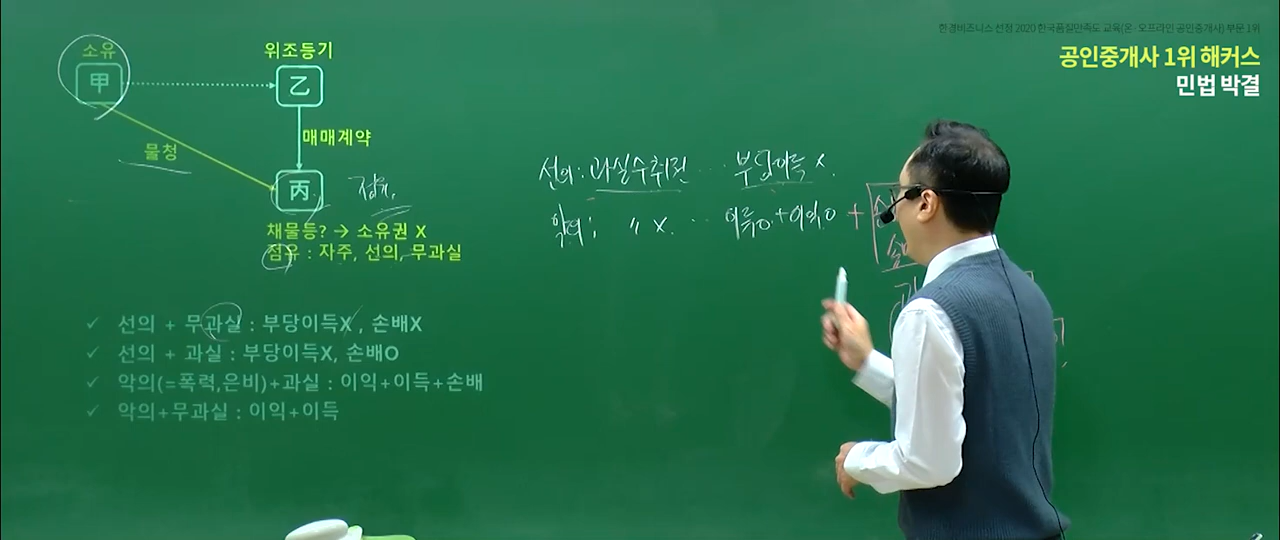 한경비즈니스 선정 2020 한국품질만족도 교육(온·오프라인 공인중개사) 부문 1위
공인중개사 1위 해커스
민법 박결
소유
甲
위조등기
乙
매매계약
물청
丙
점유
채물등? → 소유권 X
점유 : 자주, 선의, 무과실
선의 : 과실수취권 … 부당이득 X.
악의 ; 〃 X. …
✓ 선의 + 무과실 : 부당이득X , 손배X
✓ 선의 + 과실 : 부당이득X, 손배O
✓ 악의(=폭력,은비)+과실 : 이익+이득+손배
✓ 악의+무과실 : 이익+이득